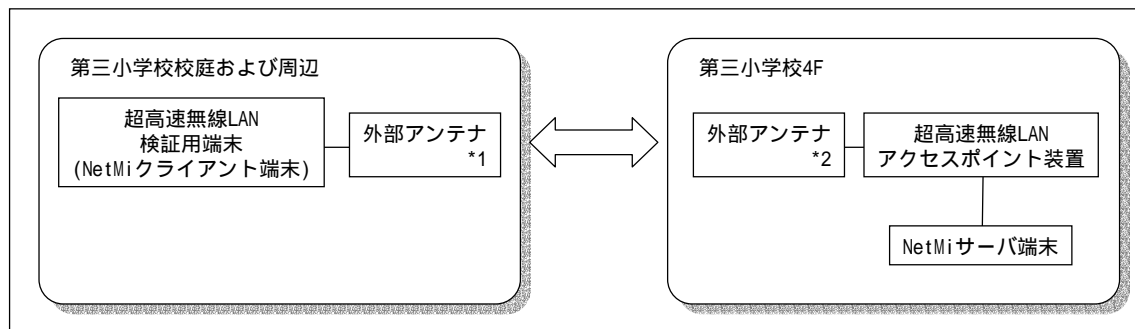 第三小学校校庭および周辺
超高速無線LAN
検証用端末
(NetMiクライアント端末)
外部アンテナ
*1
第三小学校4F
外部アンテナ
*2
超高速無線LAN
アクセスポイント装置
NetMiサーバ端末